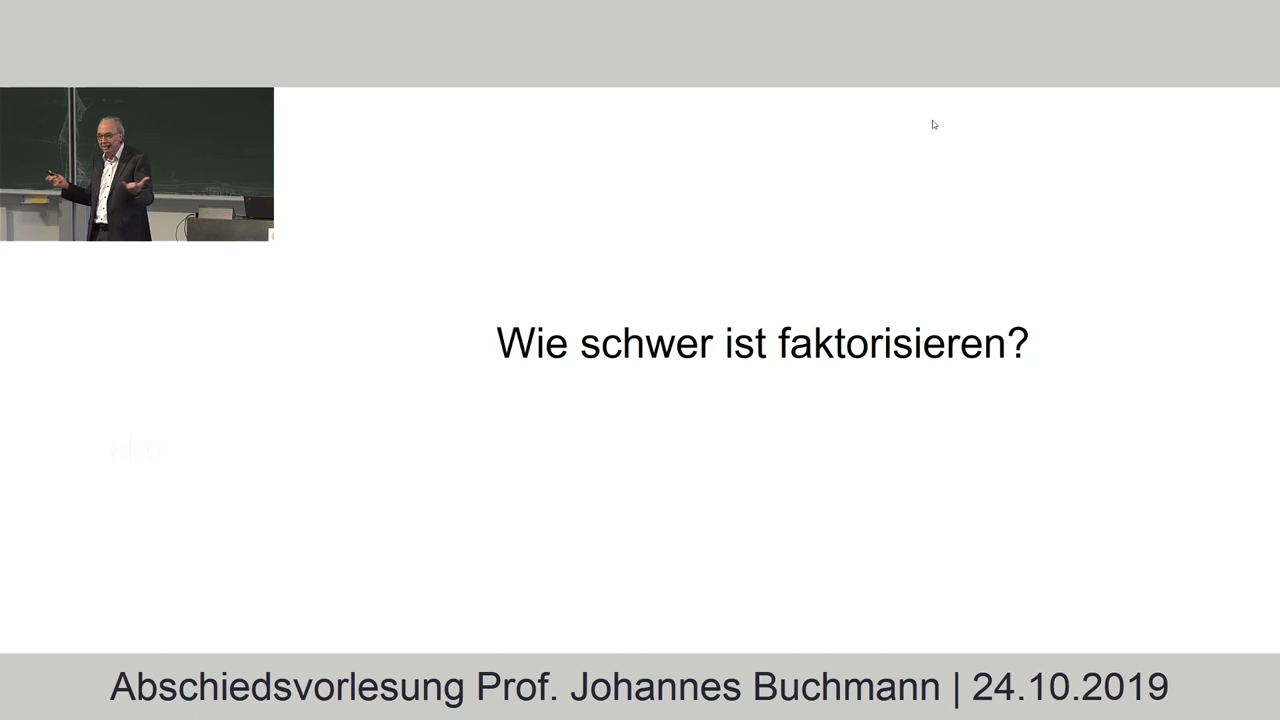 Wie schwer ist faktorisieren?
Abschiedsvorlesung Prof. Johannes Buchmann | 24.10.2019